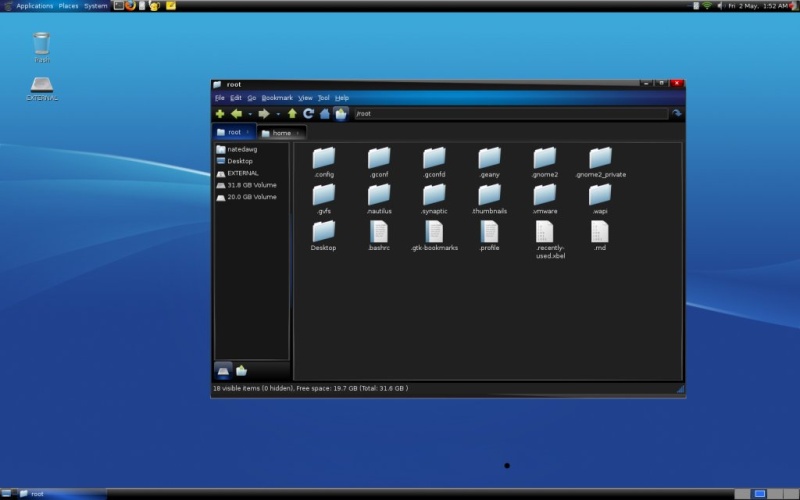 Applications Places System
Fri 2 May, 1:52 AM
Trash
EXTERNAL
root
File Edit Go Bookmark View Tool Help
/root
root
home
natedawg
Desktop
EXTERNAL
31.6 GB Volume
20.0 GB Volume
.config .gconf .gconfd .geany .gnome2 .gnome2_private
.gvfs .nautilus .synaptic .thumbnails .vmware .wapi
Desktop .bashrc .gtk-bookmarks .profile .recently-used.xbel .rnd
18 visible items (0 hidden), Free space: 19.7 GB (Total: 31.6 GB )
root